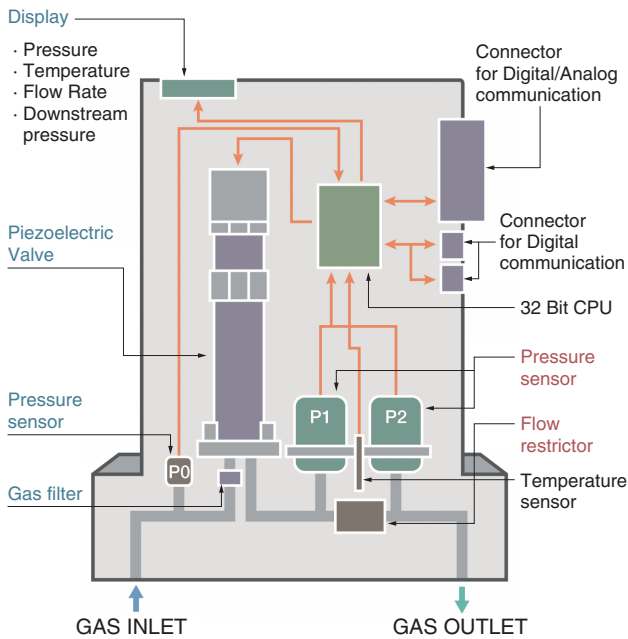 Display
· Pressure
· Temperature
· Flow Rate
· Downstream
pressure
Connector
for Digital/Analog
communication
Piezoelectric
Valve
Connector
for Digital
communication
32 Bit CPU
Pressure
sensor
Pressure
sensor
P1
P2
P0
Flow
restrictor
Gas filter
Temperature
sensor
GAS INLET
GAS OUTLET